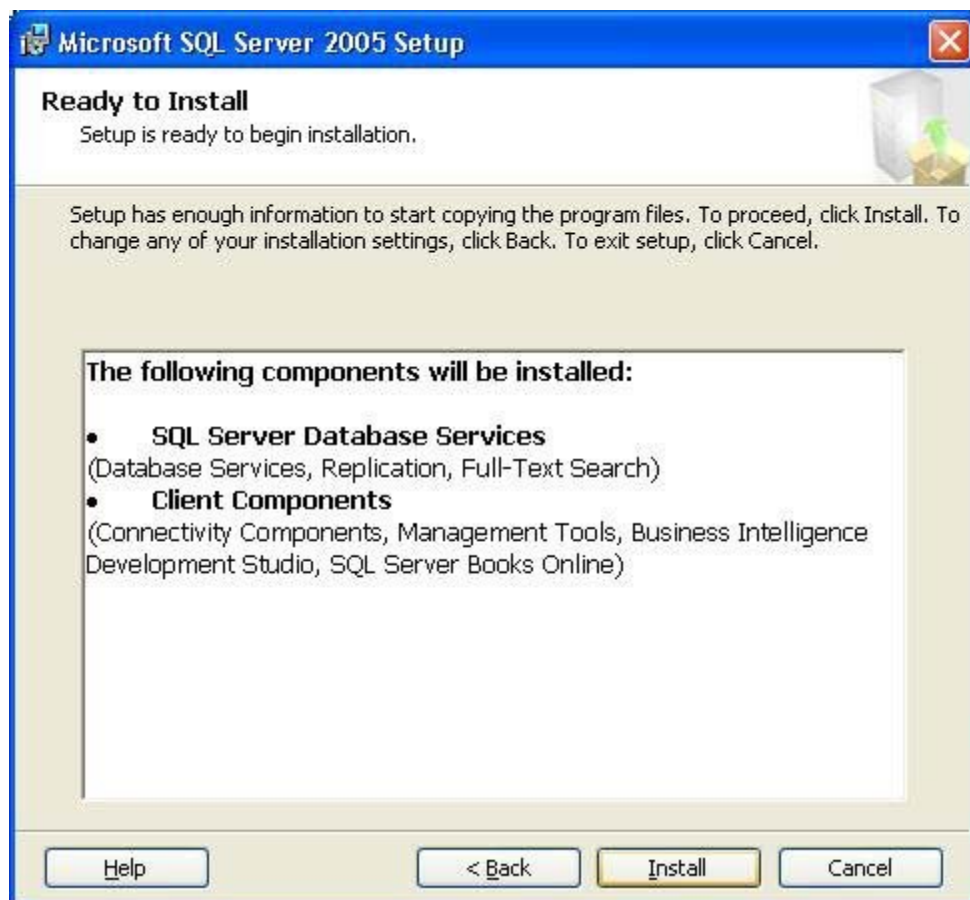 Microsoft SQL Server 2005 Setup
Ready to Install
Setup is ready to begin installation.
Setup has enough information to start copying the program files. To proceed, click Install. To
change any of your installation settings, click Back. To exit setup, click Cancel.
The following components will be installed:
• SQL Server Database Services
(Database Services, Replication, Full-Text Search)
• Client Components
(Connectivity Components, Management Tools, Business Intelligence
Development Studio, SQL Server Books Online)
Help < Back Install Cancel